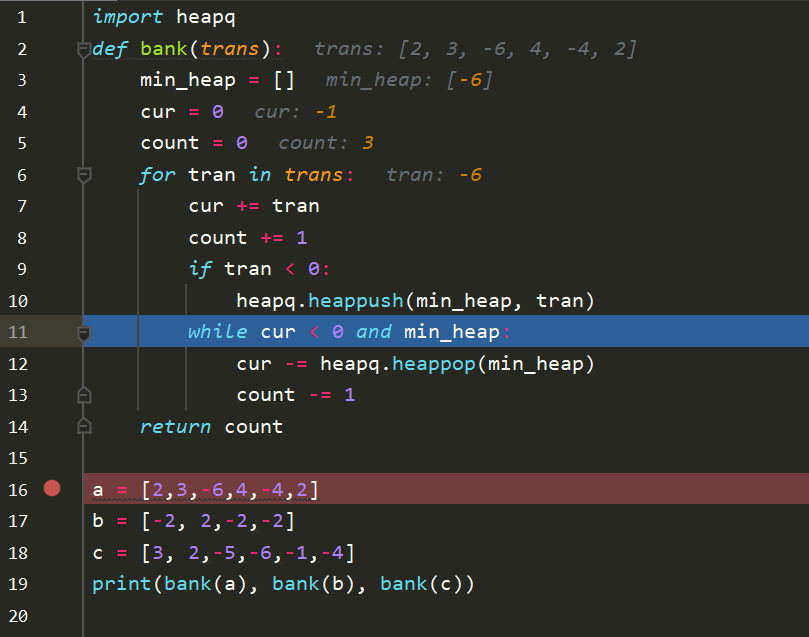 1 import heapq
2 def bank(trans): trans: [2, 3, -6, 4, -4, 2]
3 min_heap = [] min_heap: [-6]
4 cur = 0 cur: -1
5 count = 0 count: 3
6 for tran in trans: tran: -6
7 cur += tran
8 count += 1
9 if tran < 0:
10 heapq.heappush(min_heap, tran)
11 while cur < 0 and min_heap:
12 cur -= heapq.heappop(min_heap)
13 count -= 1
14 return count
15
16 a = [2,3,-6,4,-4,2]
17 b = [-2, 2,-2,-2]
18 c = [3, 2,-5,-6,-1,-4]
19 print(bank(a), bank(b), bank(c))
20